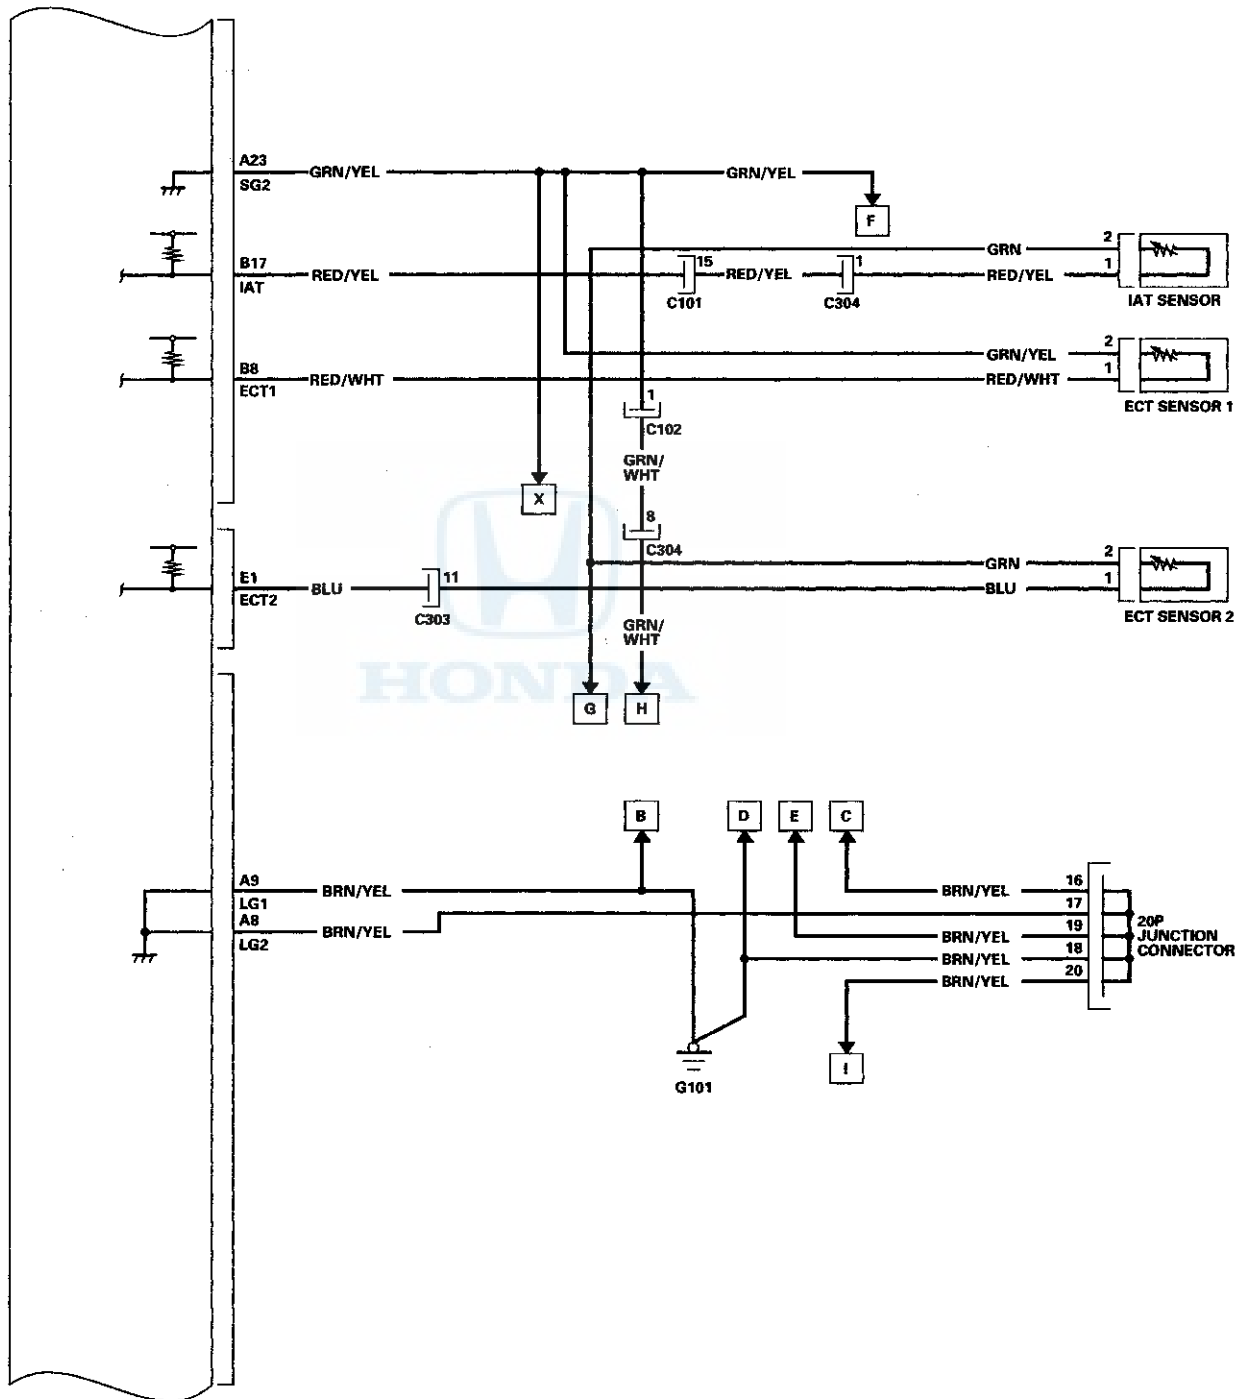 A23
SG2
GRN/YEL
GRN/YEL
F
B17
IAT
RED/YEL
15
C101
RED/YEL
1
C304
GRN
RED/YEL
2
1
IAT SENSOR
B8
ECT1
RED/WHT
GRN/YEL
RED/WHT
2
1
ECT SENSOR 1
1
C102
GRN/
WHT
X
8
C304
E1
ECT2
BLU
11
C303
GRN
BLU
2
1
ECT SENSOR 2
GRN/
WHT
HONDA
G
H
B
D
E
C
A9
LG1
BRN/YEL
A8
LG2
BRN/YEL
BRN/YEL
16
17
BRN/YEL
19
BRN/YEL
18
BRN/YEL
20
20P
JUNCTION
CONNECTOR
G101
I